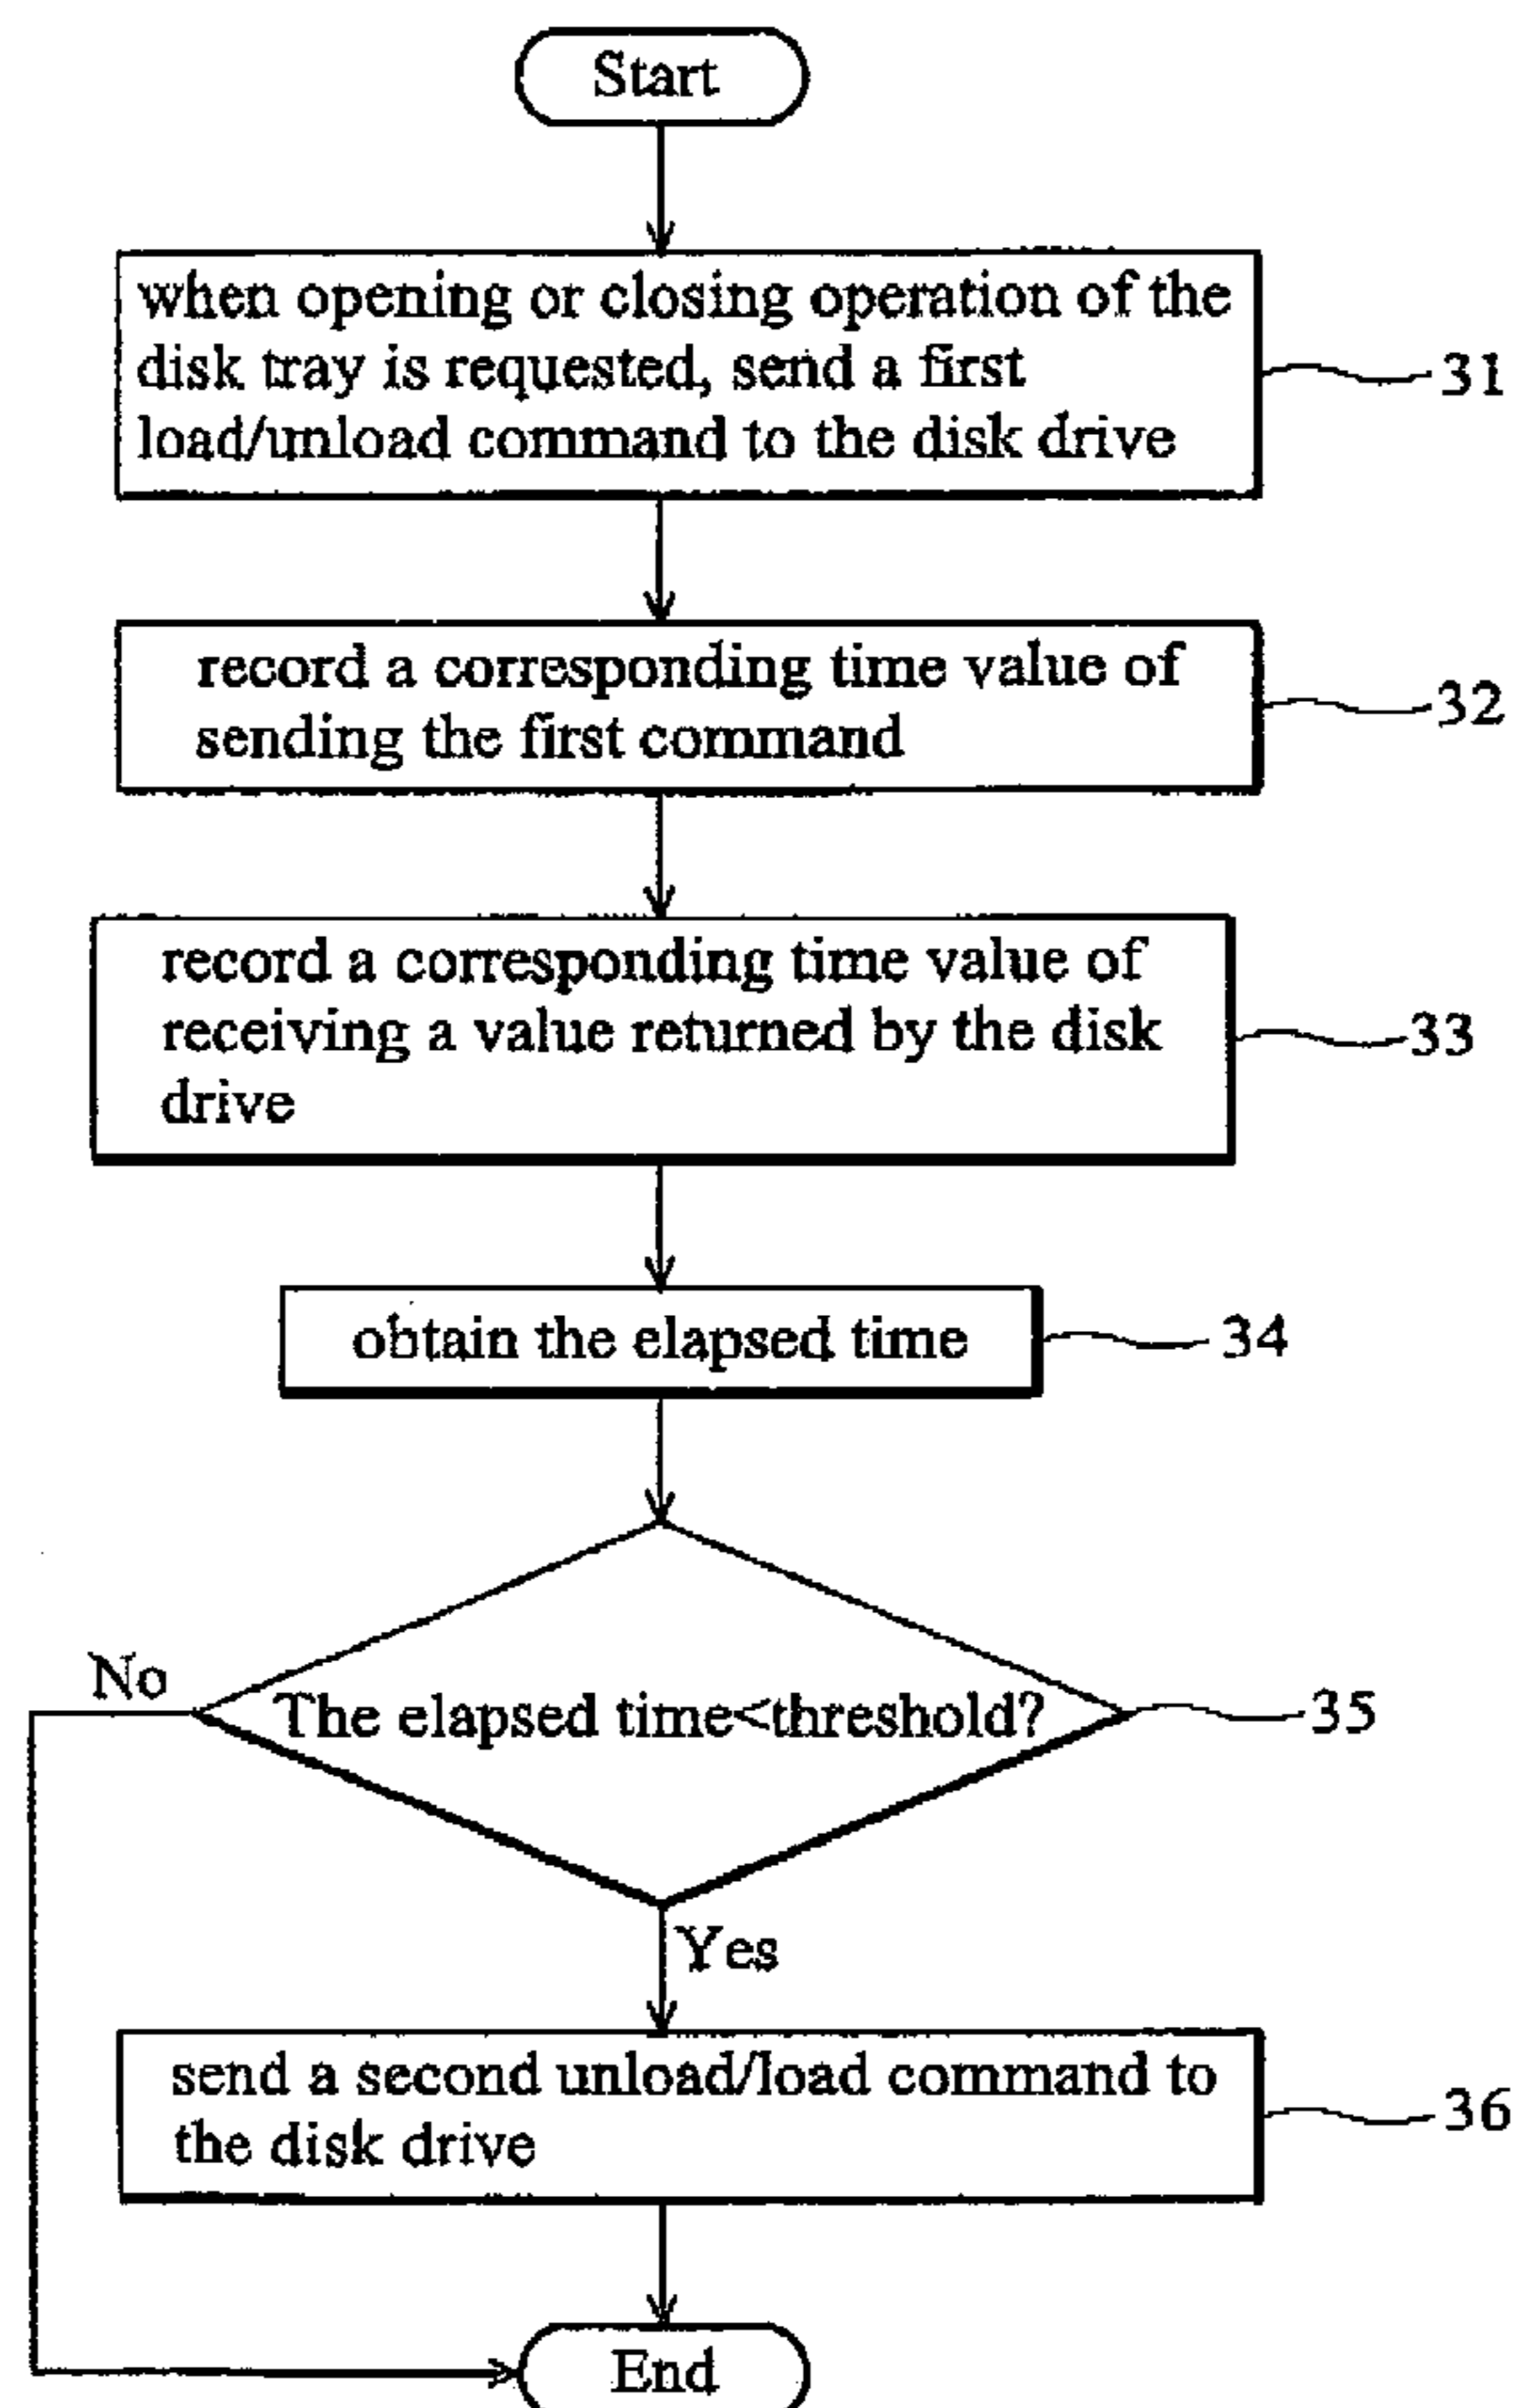 Start
when opening or closing operation of the
disk tray is requested, send a first
load/unload command to the disk drive
31
record a corresponding time value of
sending the first command
32
record a corresponding time value of
receiving a value returned by the disk
drive
33
obtain the elapsed time
34
No
The elapsed time<threshold?
35
Yes
send a second unload/load command to
the disk drive
36
End